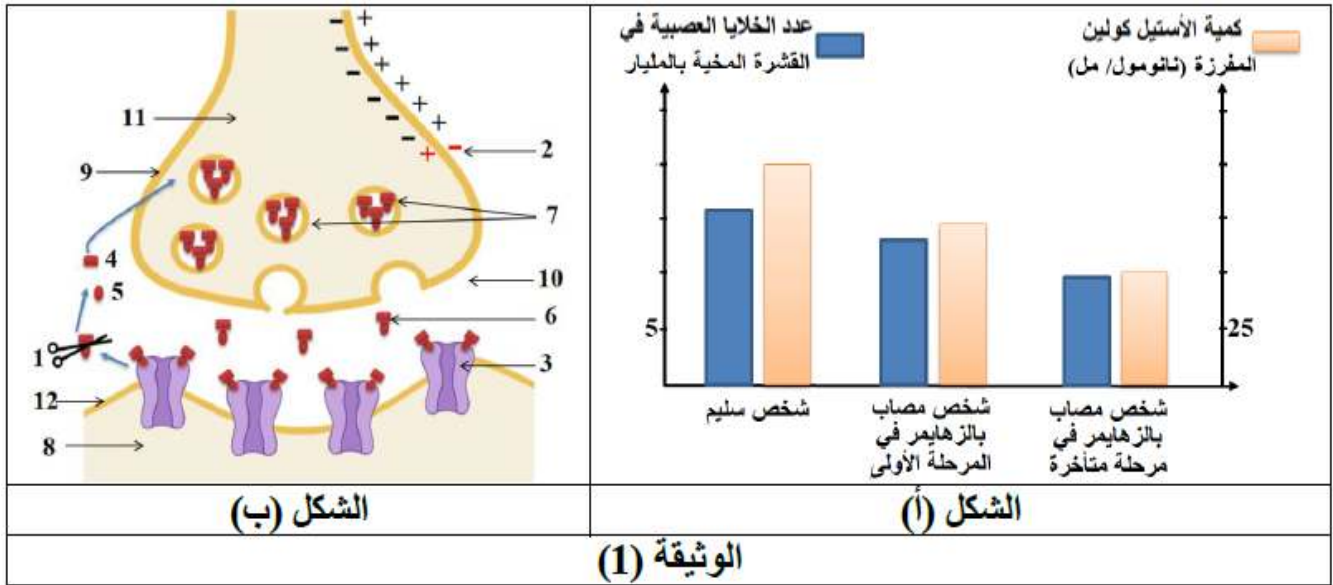 عدد الخلايا العصبية في
القشرة المخية بالمليار
كمية الأستيل كولين
المفرزة (نانومول/ مل)
5
25
شخص سليم
شخص مصاب
بالزهايمر في
المرحلة الأولى
شخص مصاب
بالزهايمر في
مرحلة متأخرة
الشكل (أ)
11
9
2
7
4
5
10
6
1
3
12
8
الشكل (ب)
الوثيقة (1)